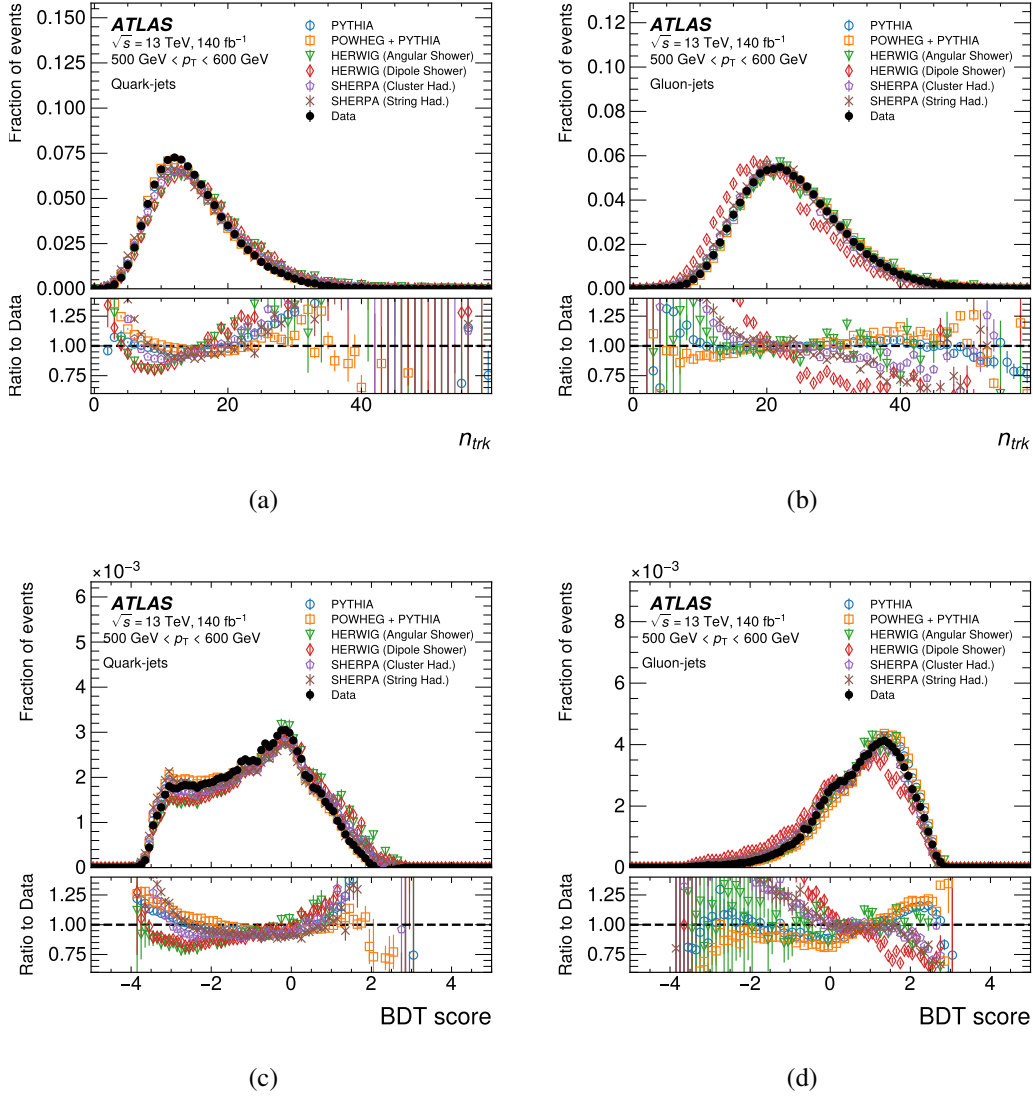 ATLAS
√s = 13 TeV, 140 fb⁻¹
500 GeV < pT < 600 GeV
Quark-jets
PYTHIA
POWHEG + PYTHIA
HERWIG (Angular Shower)
HERWIG (Dipole Shower)
SHERPA (Cluster Had.)
SHERPA (String Had.)
Data
Fraction of events
0.150
0.125
0.100
0.075
0.050
0.025
0.000
Ratio to Data
1.25
1.00
0.75
0 20 40
n_trk
(a)
ATLAS
√s = 13 TeV, 140 fb⁻¹
500 GeV < pT < 600 GeV
Gluon-jets
PYTHIA
POWHEG + PYTHIA
HERWIG (Angular Shower)
HERWIG (Dipole Shower)
SHERPA (Cluster Had.)
SHERPA (String Had.)
Data
Fraction of events
0.12
0.10
0.08
0.06
0.04
0.02
0.00
Ratio to Data
1.25
1.00
0.75
0 20 40
n_trk
(b)
×10⁻³
ATLAS
√s = 13 TeV, 140 fb⁻¹
500 GeV < pT < 600 GeV
Quark-jets
PYTHIA
POWHEG + PYTHIA
HERWIG (Angular Shower)
HERWIG (Dipole Shower)
SHERPA (Cluster Had.)
SHERPA (String Had.)
Data
Fraction of events
6
5
4
3
2
1
0
Ratio to Data
1.25
1.00
0.75
−4 −2 0 2 4
BDT score
(c)
×10⁻³
ATLAS
√s = 13 TeV, 140 fb⁻¹
500 GeV < pT < 600 GeV
Gluon-jets
PYTHIA
POWHEG + PYTHIA
HERWIG (Angular Shower)
HERWIG (Dipole Shower)
SHERPA (Cluster Had.)
SHERPA (String Had.)
Data
Fraction of events
8
6
4
2
0
Ratio to Data
1.25
1.00
0.75
−4 −2 0 2 4
BDT score
(d)